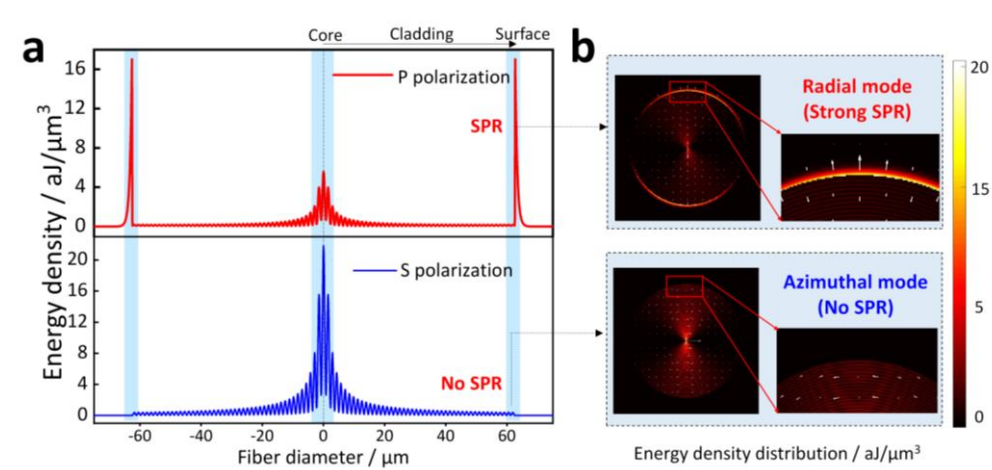 a
Core
Cladding
Surface
P polarization
SPR
Energy density / aJ/μm³
16
12
8
4
0
S polarization
No SPR
20
16
12
8
4
0
-60
-40
-20
0
20
40
60
Fiber diameter / μm
b
Radial mode
(Strong SPR)
Azimuthal mode
(No SPR)
20
15
5
0
Energy density distribution / aJ/μm³